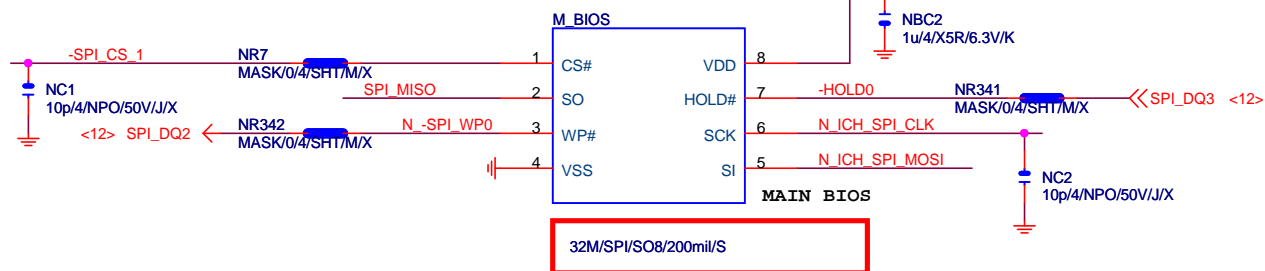 M_BIOS
NBC2
1u/4/X5R/6.3V/K
-SPI_CS_1
NR7
MASK/0/4/SHT/M/X
1
CS#
VDD
8
NC1
10p/4/NPO/50V/J/X
SPI_MISO
2
SO
HOLD#
7
-HOLD0
NR341
MASK/0/4/SHT/M/X
SPI_DQ3 <12>
<12> SPI_DQ2
NR342
MASK/0/4/SHT/M/X
N_-SPI_WP0
3
WP#
SCK
6
N_ICH_SPI_CLK
4
VSS
SI
5
N_ICH_SPI_MOSI
NC2
10p/4/NPO/50V/J/X
MAIN BIOS
32M/SPI/SO8/200mil/S